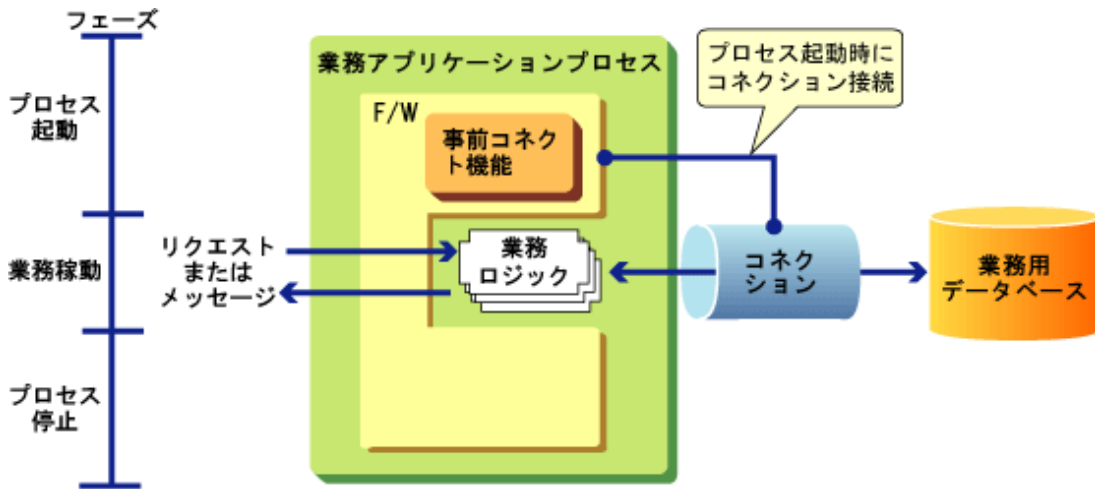 フェーズ
プロセス
起動
業務稼動
プロセス
停止
リクエスト
または
メッセージ
業務アプリケーションプロセス
F/W
事前コネク
ト機能
業務
ロジック
プロセス起動時に
コネクション接続
コネク
ション
業務用
データベース